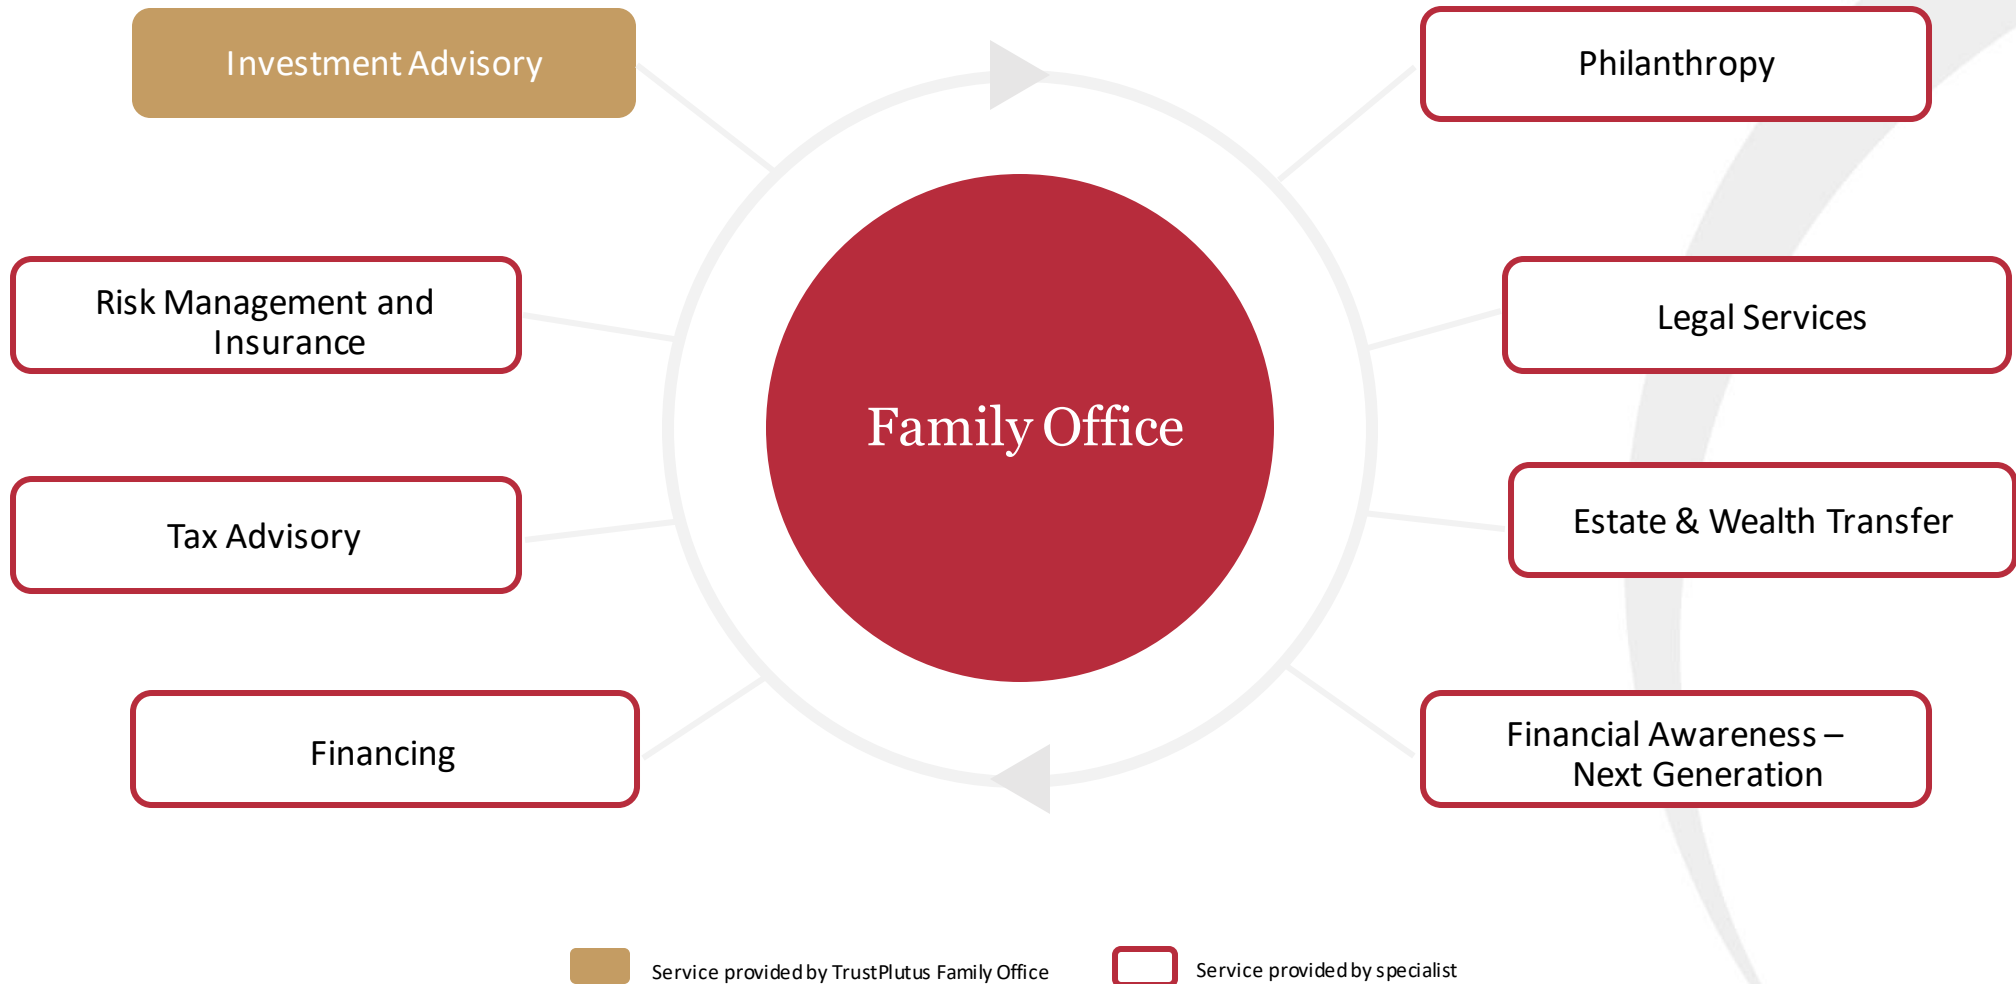 Investment Advisory
Philanthropy
Risk Management and
Insurance
Legal Services
Family Office
Tax Advisory
Estate & Wealth Transfer
Financing
Financial Awareness –
Next Generation
Service provided by TrustPlutus Family Office
Service provided by specialist